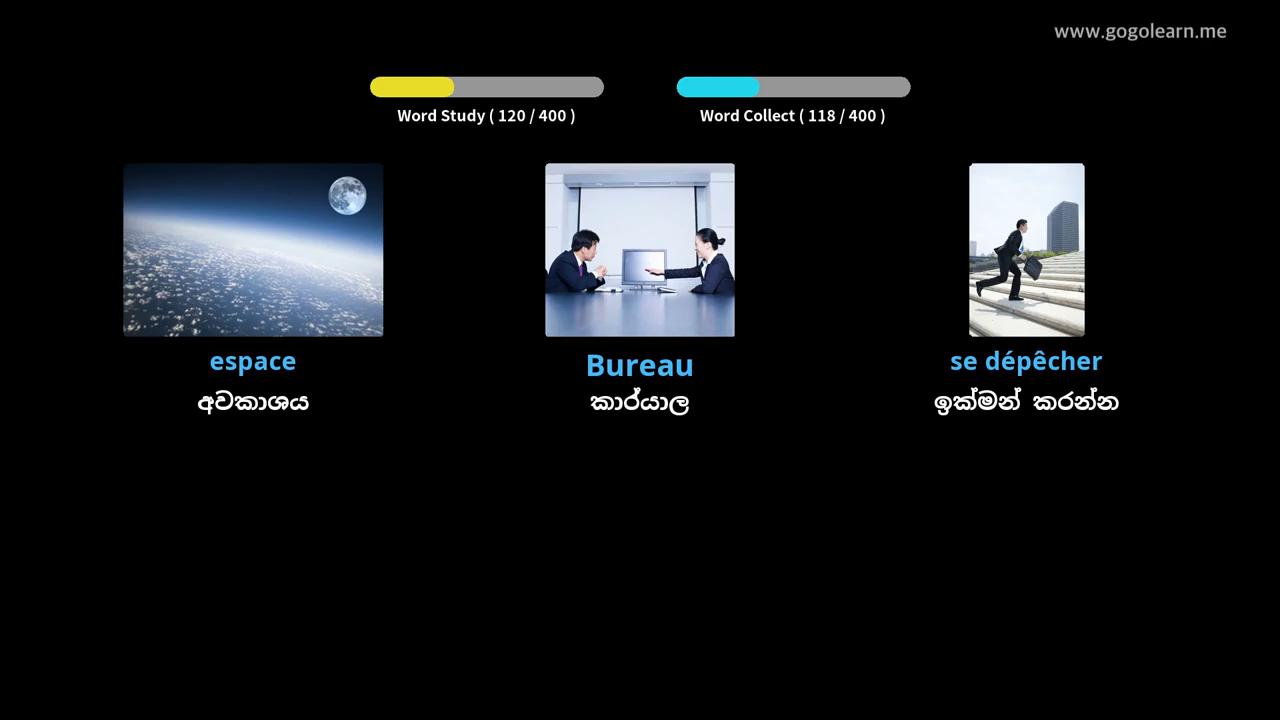 www.gogolearn.me
Word Study ( 120 / 400 )
Word Collect ( 118 / 400 )
espace
Bureau
se dépêcher
අවකාශය
කාර්යාල
ඉක්මන් කරන්න